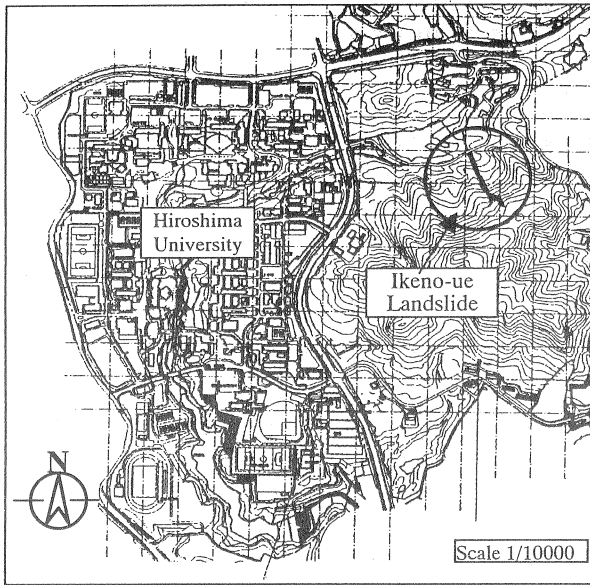 Hiroshima
University
Ikeno-ue
Landslide
N
Scale 1/10000